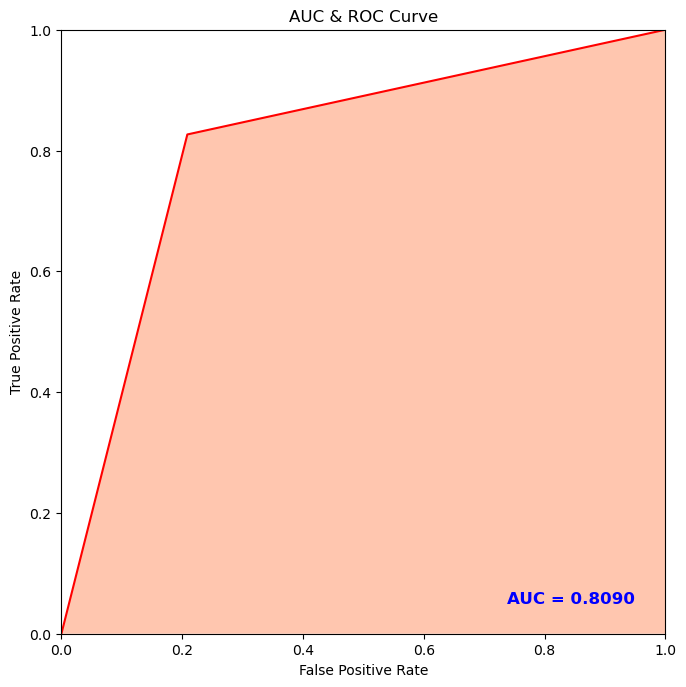 AUC & ROC Curve
1.0
0.8
0.6
0.4
0.2
0.0
True Positive Rate
AUC = 0.8090
0.0 0.2 0.4 0.6 0.8 1.0
False Positive Rate